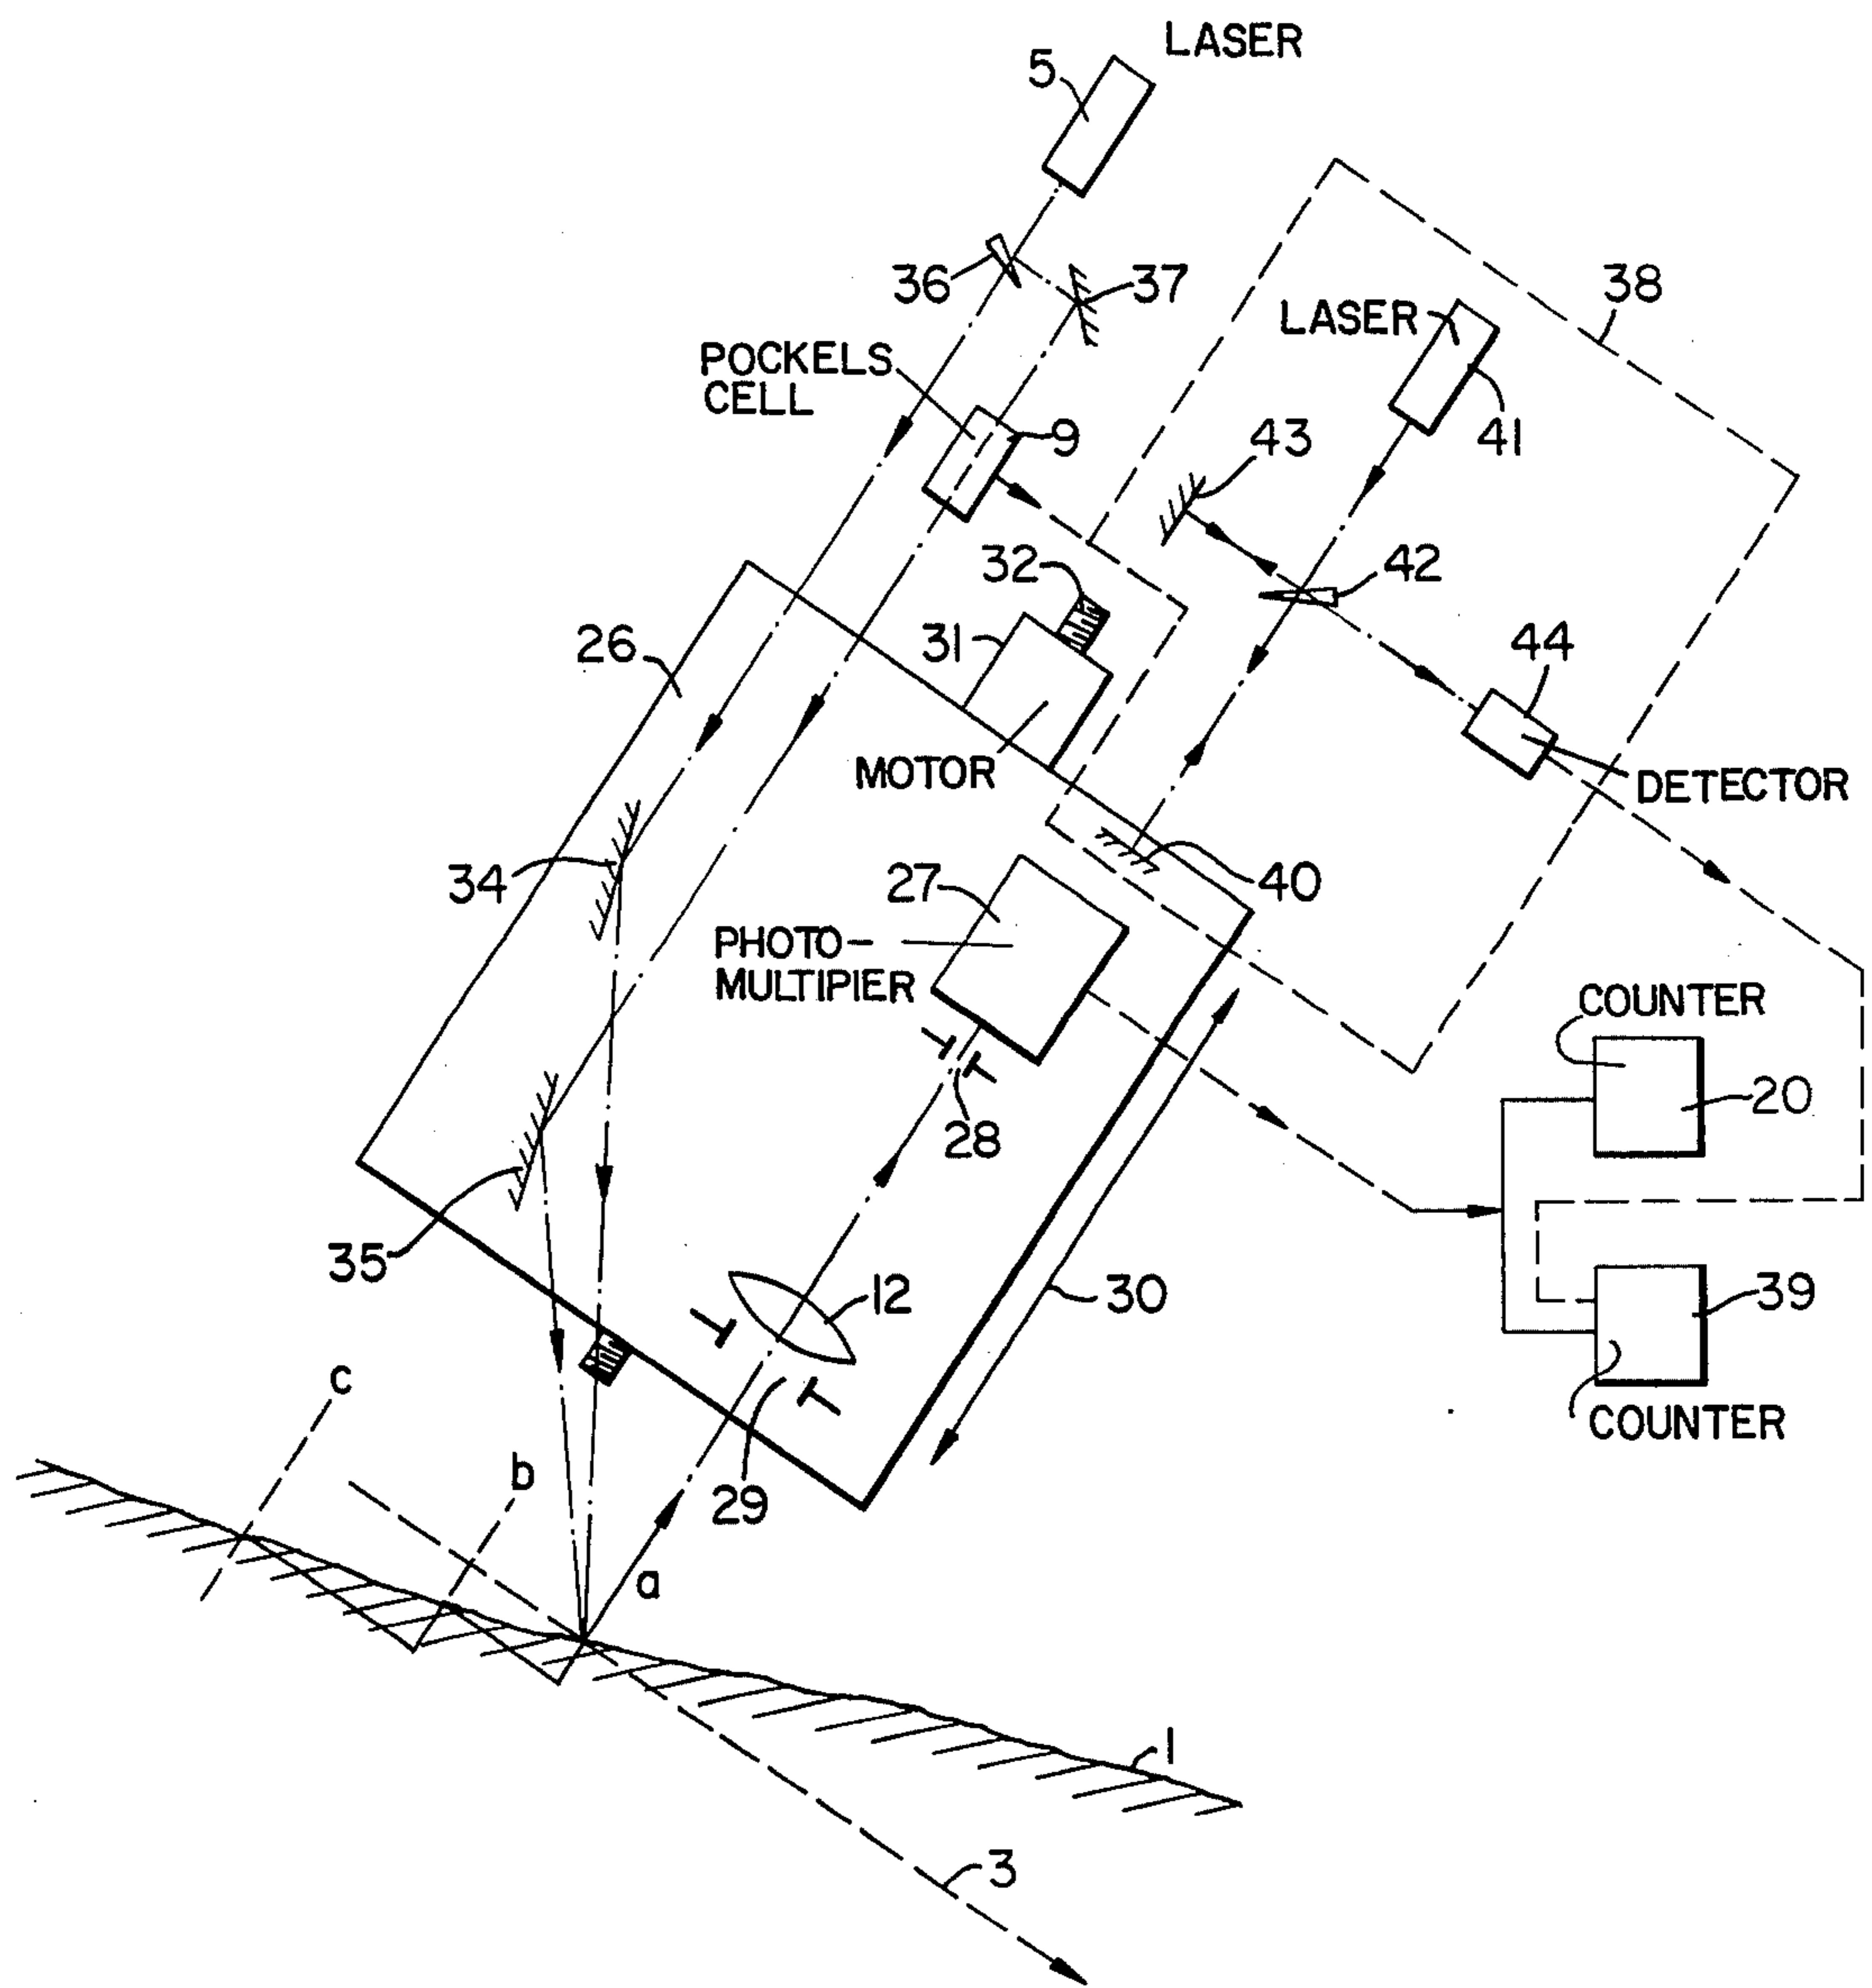 LASER
5
36
37
38
LASER
41
POCKELS
CELL
9
43
32
42
31
26
44
MOTOR
DETECTOR
34
27
40
PHOTO-
MULTIPIER
COUNTER
20
28
35
12
30
39
c
COUNTER
b
29
a
1
3